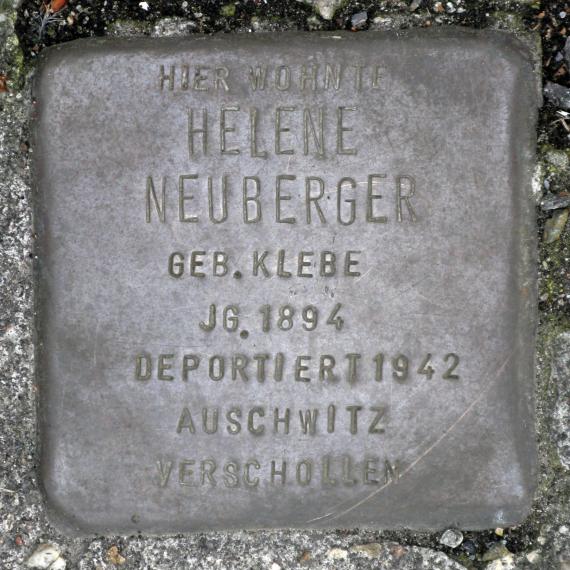 HIER WOHNTE
HELENE
NEUBERGER
GEB. KLEBE
JG. 1894
DEPORTIERT 1942
AUSCHWITZ
VERSCHOLLEN